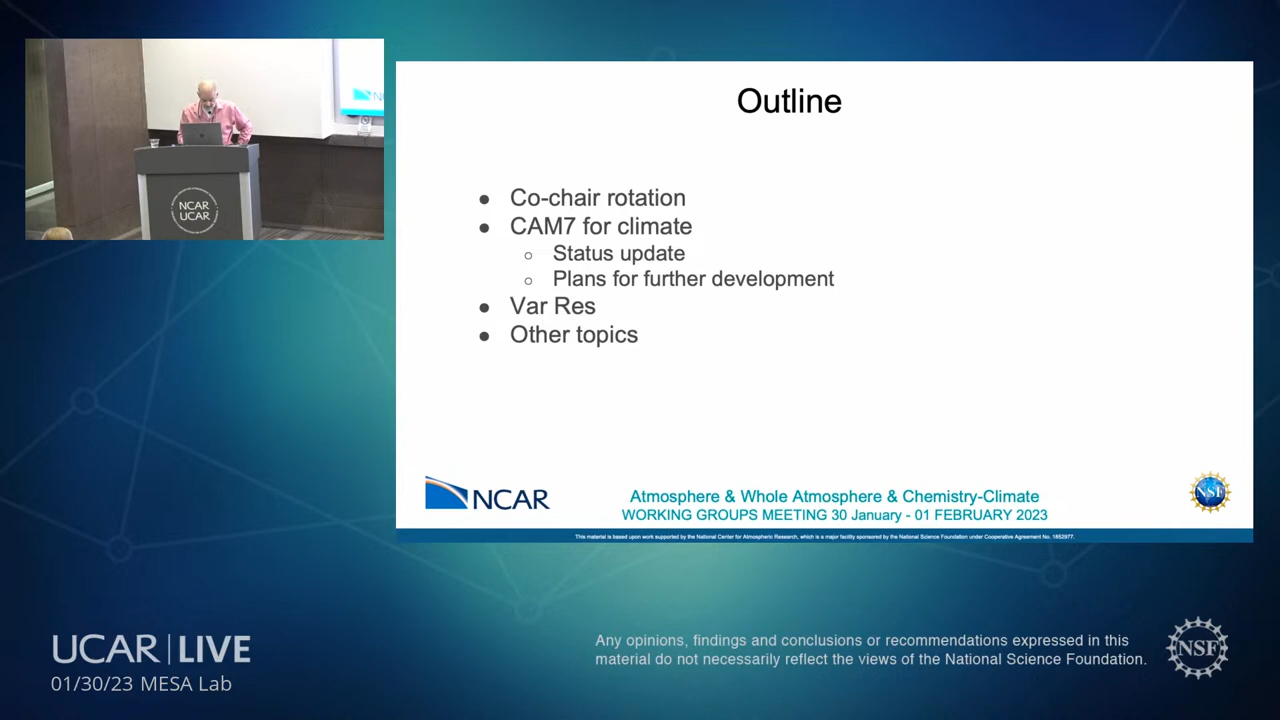 NCAR
UCAR
Outline
● Co-chair rotation
● CAM7 for climate
○ Status update
○ Plans for further development
● Var Res
● Other topics
NCAR
Atmosphere & Whole Atmosphere & Chemistry-Climate
WORKING GROUPS MEETING 30 January - 01 FEBRUARY 2023
NSF
This material is based upon work supported by the National Center for Atmospheric Research, which is a major facility sponsored by the National Science Foundation under Cooperative Agreement No. 1852977.
UCAR | LIVE
01/30/23 MESA Lab
Any opinions, findings and conclusions or recommendations expressed in this
material do not necessarily reflect the views of the National Science Foundation.
NSF